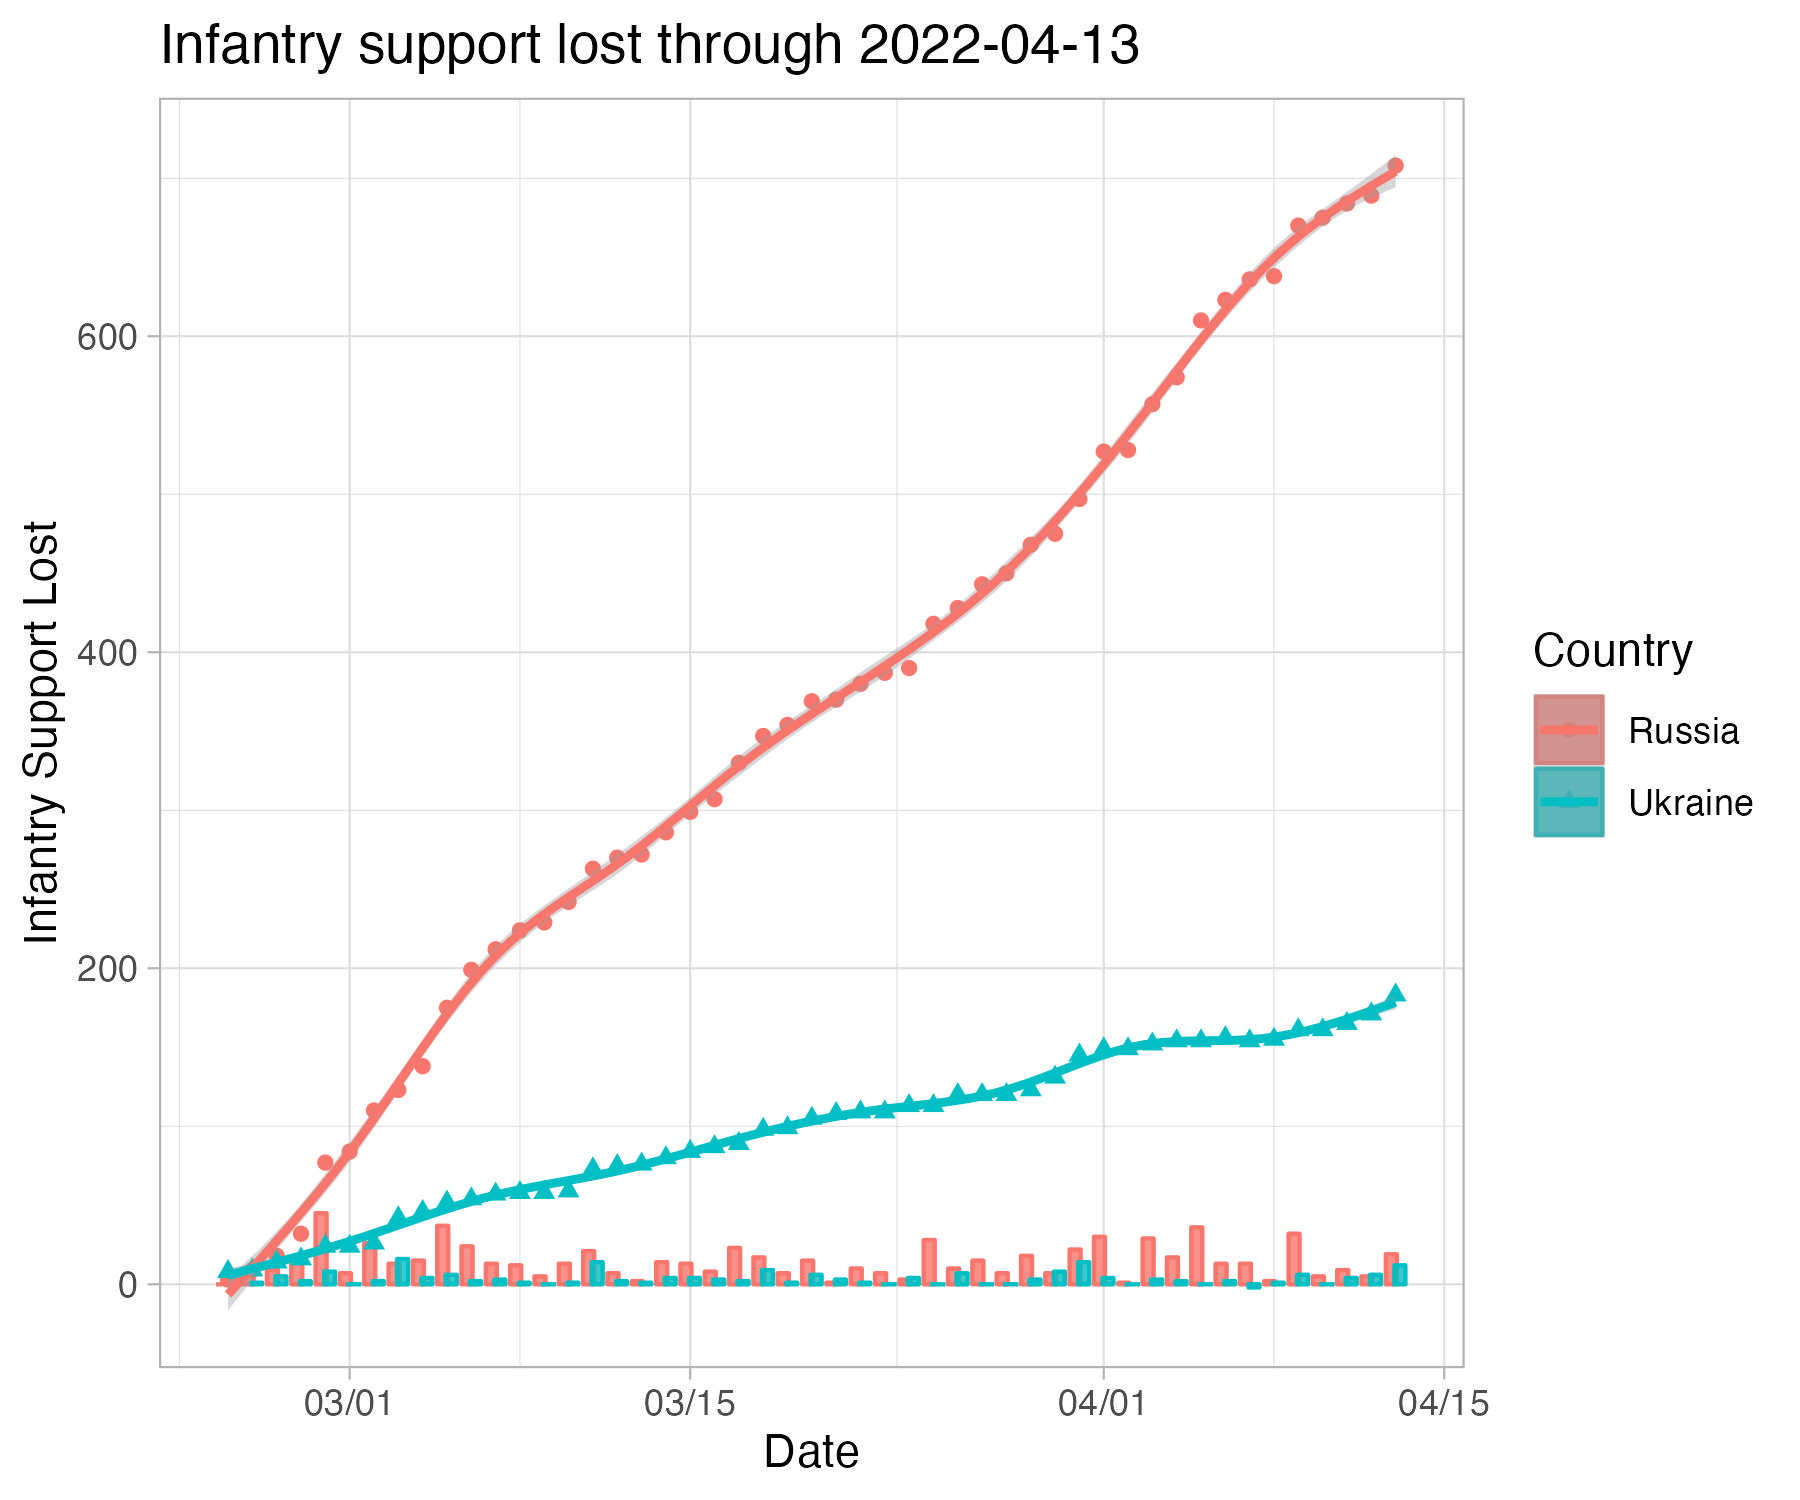 Infantry support lost through 2022-04-13
Infantry Support Lost
600
400
200
0
03/01
03/15
04/01
04/15
Date
Country
Russia
Ukraine